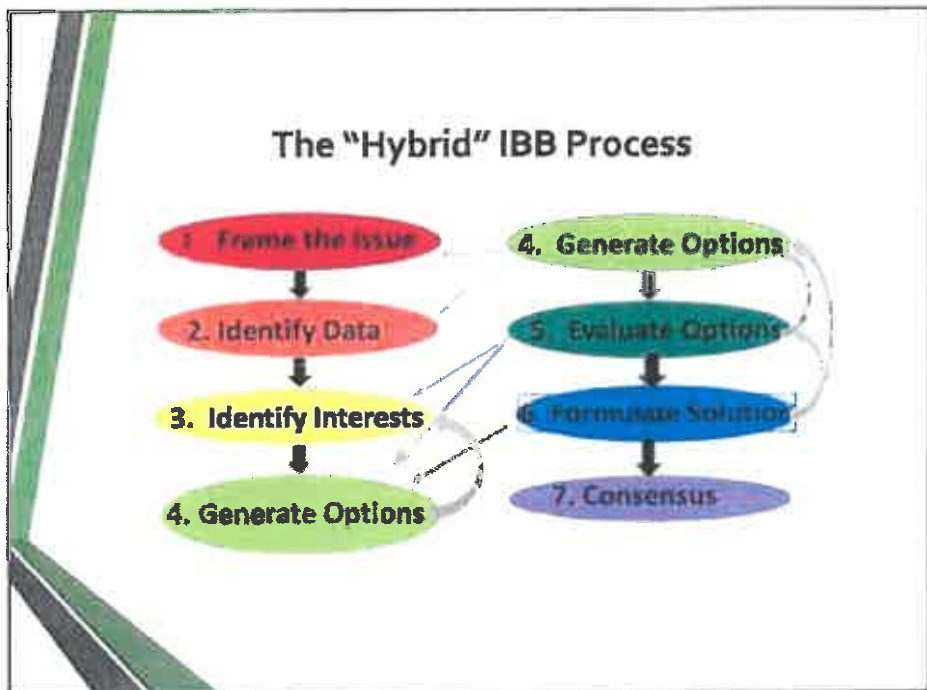 The "Hybrid" IBB Process
1 Frame the Issue
2. Identify Data
3. Identify Interests
4. Generate Options
4. Generate Options
5. Evaluate Options
6. Formulate Solution
7. Consensus